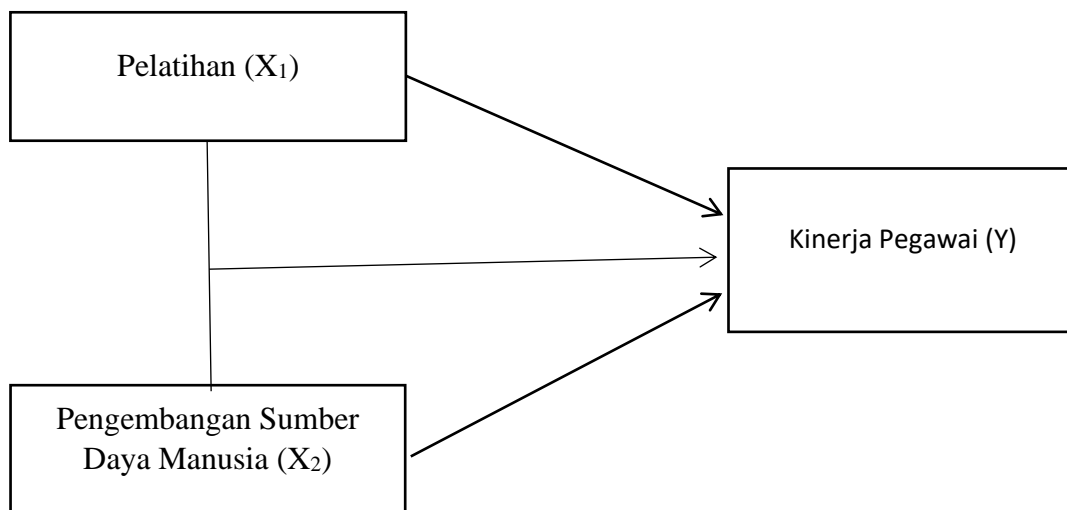 Pelatihan (X₁)
Kinerja Pegawai (Y)
Pengembangan Sumber
Daya Manusia (X₂)